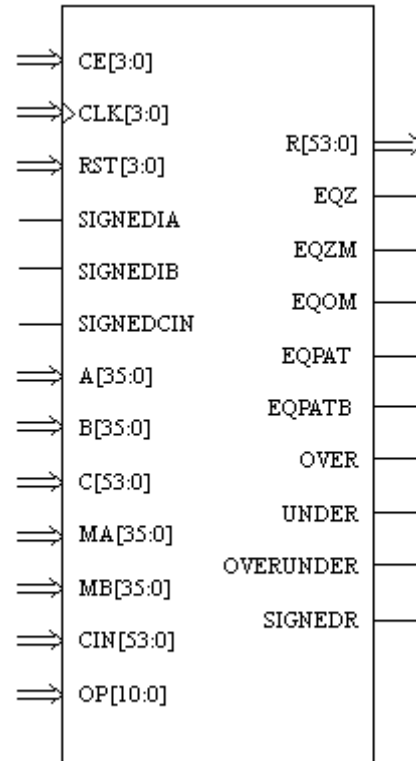 CE[3:0]
CLK[3:0]
RST[3:0]
SIGNEDIA
SIGNEDIB
SIGNEDCIN
A[35:0]
B[35:0]
C[53:0]
MA[35:0]
MB[35:0]
CIN[53:0]
OP[10:0]
R[53:0]
EQZ
EQZM
EQOM
EQPAT
EQPATB
OVER
UNDER
OVERUNDER
SIGNEDR